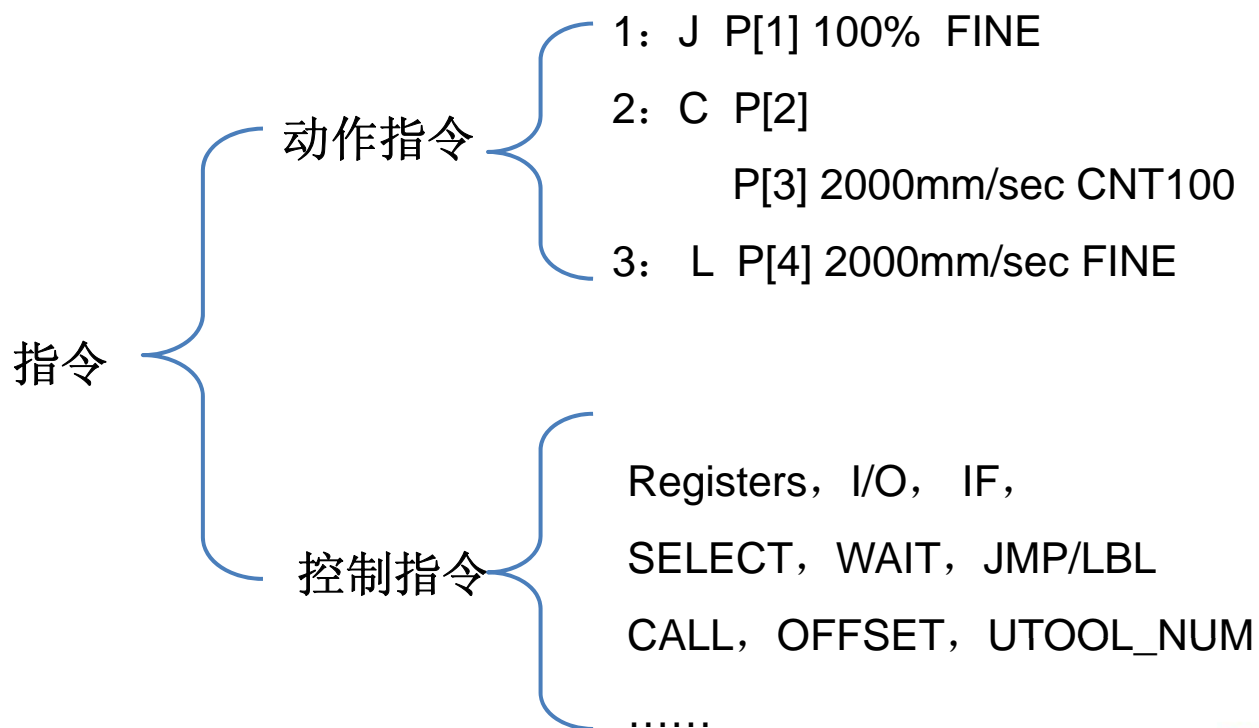 指令
动作指令
1：J P[1] 100% FINE
2：C P[2]
P[3] 2000mm/sec CNT100
3： L P[4] 2000mm/sec FINE
控制指令
Registers，I/O， IF，
SELECT，WAIT，JMP/LBL
CALL，OFFSET，UTOOL_NUM
……